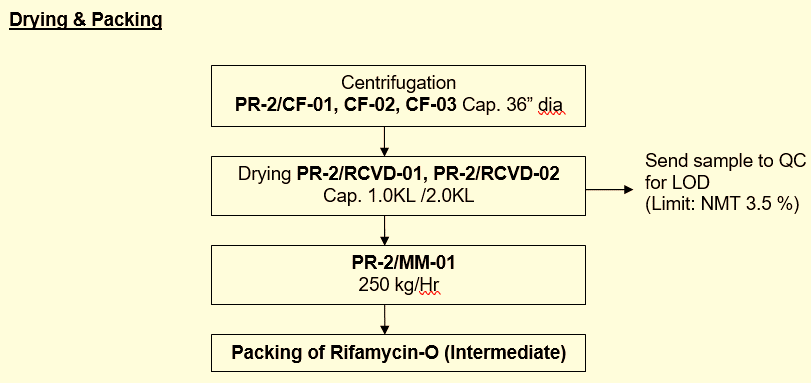 Drying & Packing
Centrifugation
PR-2/CF-01, CF-02, CF-03 Cap. 36” dia
Drying PR-2/RCVD-01, PR-2/RCVD-02
Cap. 1.0KL /2.0KL
Send sample to QC
for LOD
(Limit: NMT 3.5 %)
PR-2/MM-01
250 kg/Hr
Packing of Rifamycin-O (Intermediate)